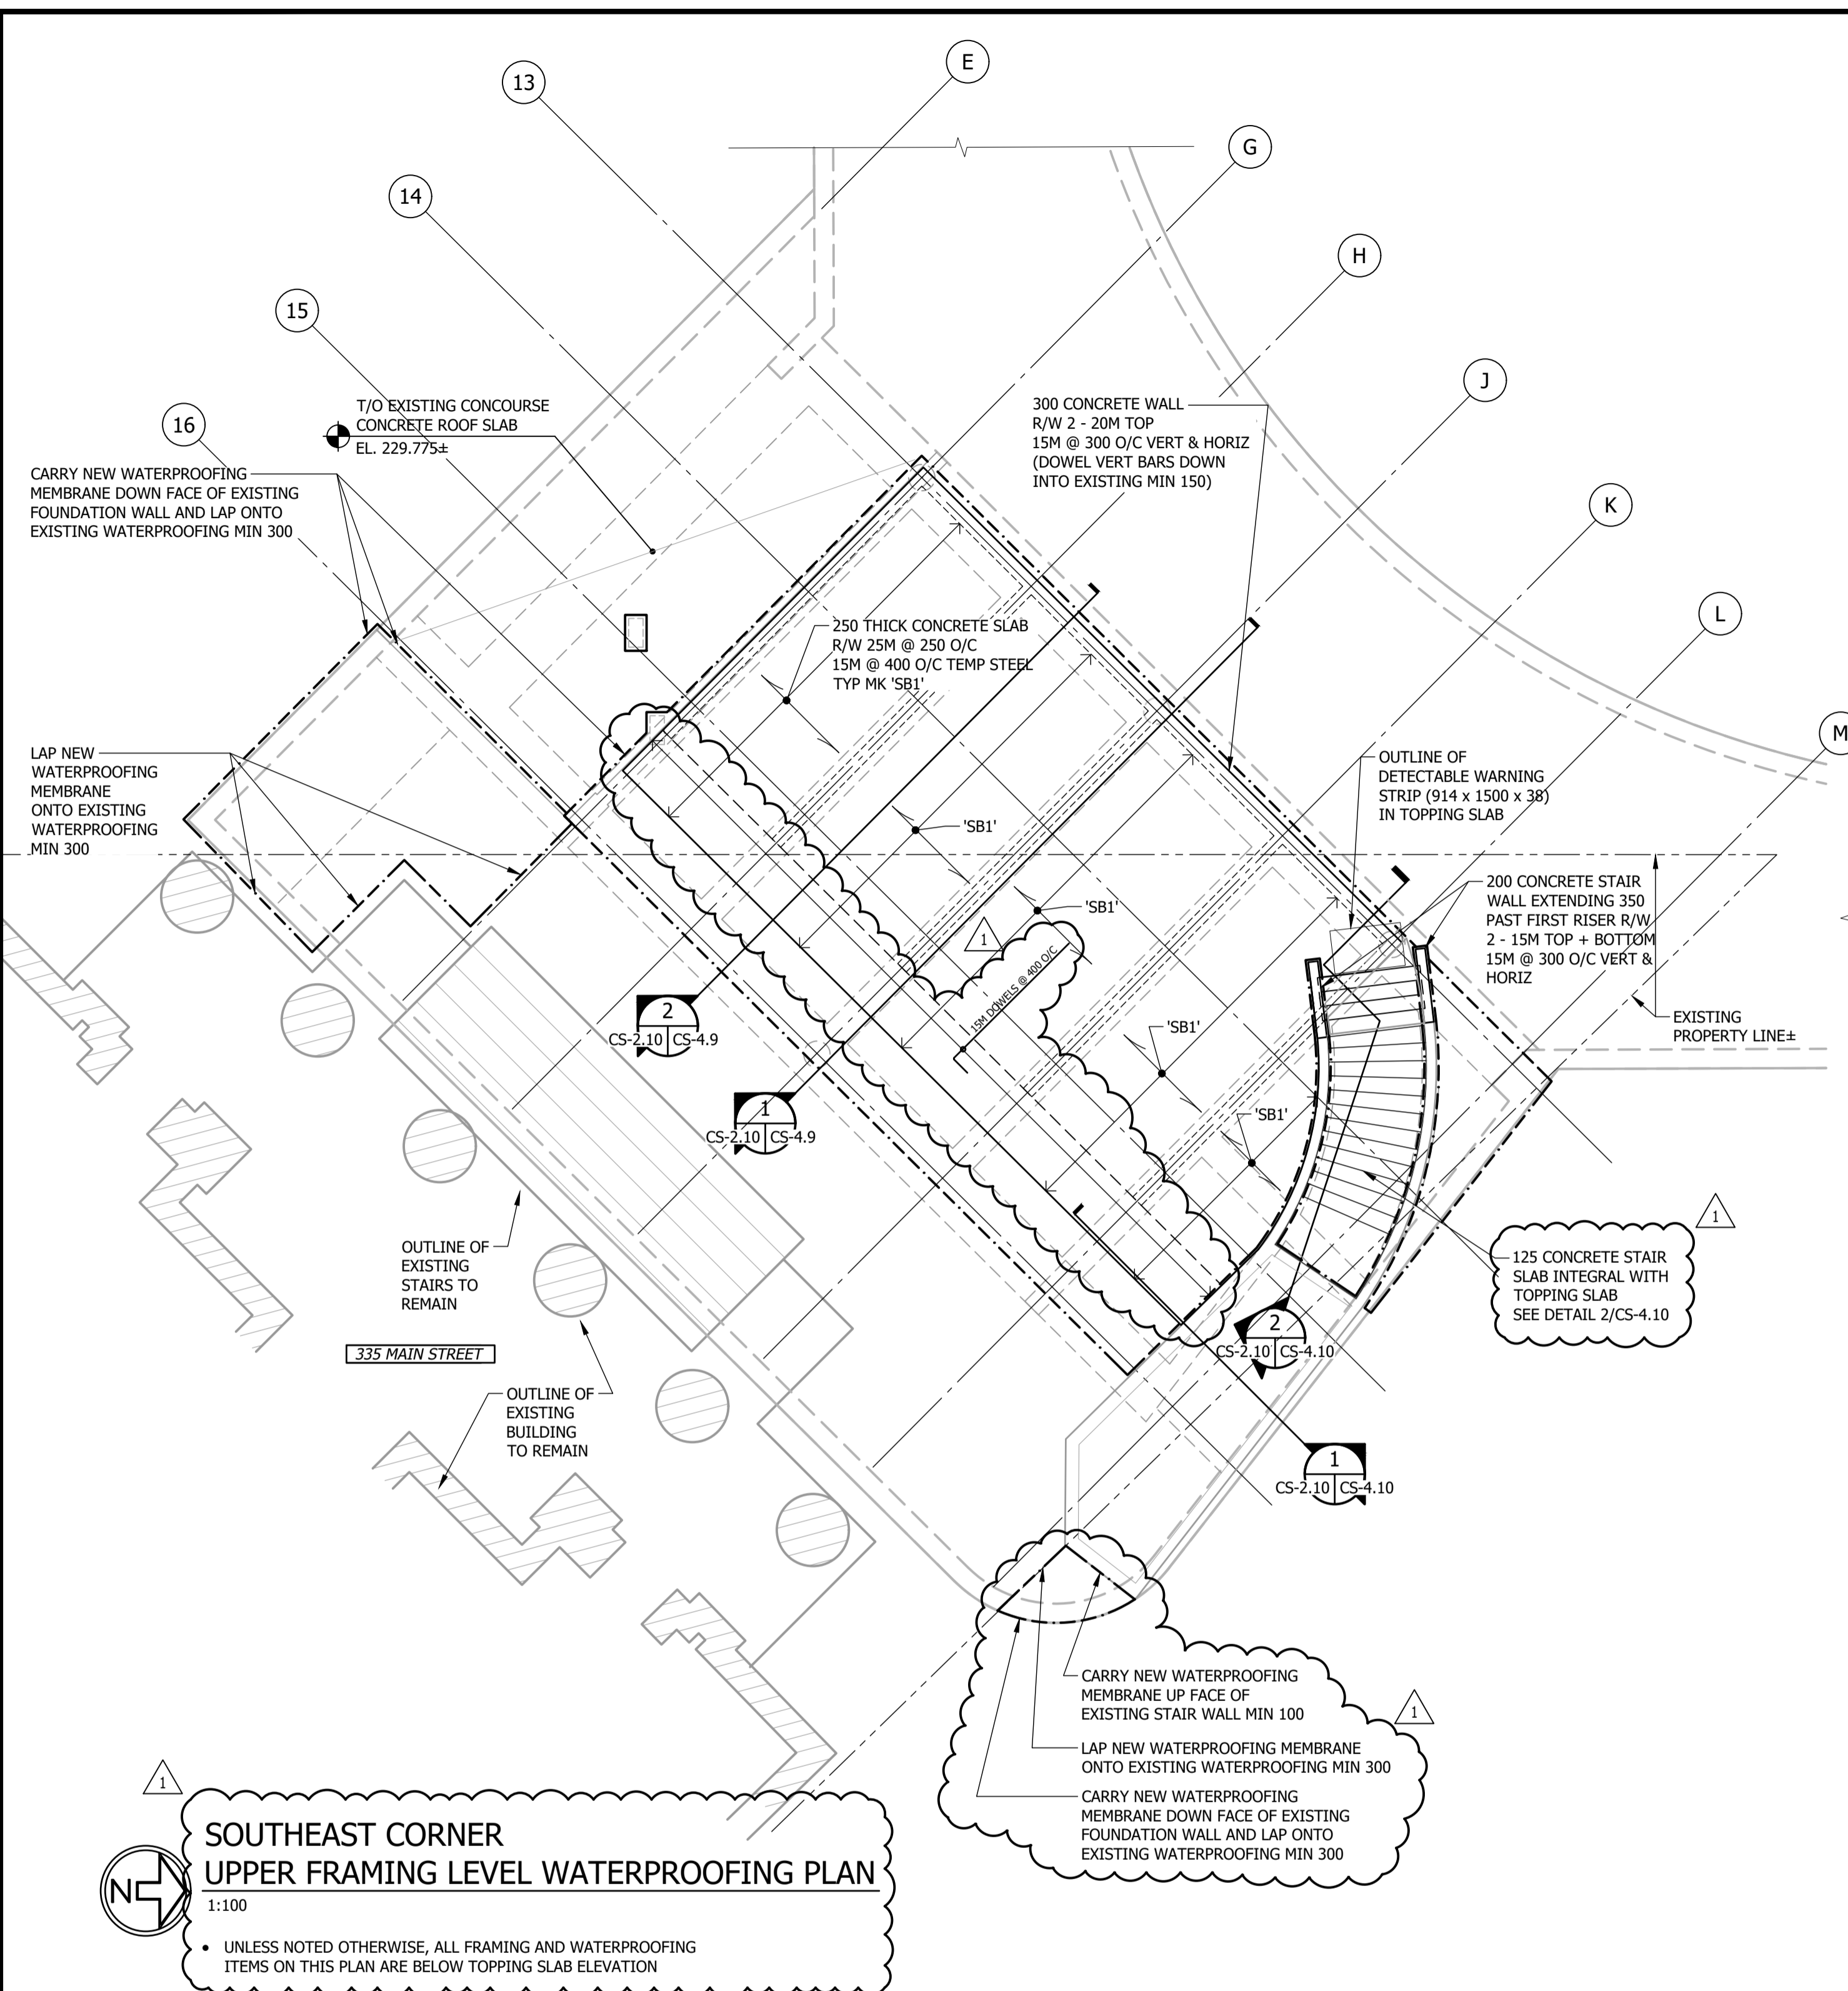 13
E
G
14
H
15
J
16
T/O EXISTING CONCOURSE
CONCRETE ROOF SLAB
EL. 229.775±
300 CONCRETE WALL
R/W 2 - 20M TOP
15M @ 300 O/C VERT & HORIZ
(DOWEL VERT BARS DOWN
INTO EXISTING MIN 150)
K
CARRY NEW WATERPROOFING
MEMBRANE DOWN FACE OF EXISTING
FOUNDATION WALL AND LAP ONTO
EXISTING WATERPROOFING MIN 300
L
250 THICK CONCRETE SLAB
R/W 25M @ 250 O/C
15M @ 400 O/C TEMP STEEL
TYP MK 'SB1'
M
LAP NEW
WATERPROOFING
MEMBRANE
ONTO EXISTING
WATERPROOFING
MIN 300
OUTLINE OF
DETECTABLE WARNING
STRIP (914 x 1500 x 38)
IN TOPPING SLAB
'SB1'
'SB1'
1
15M DOWELS @ 400 O/C
200 CONCRETE STAIR
WALL EXTENDING 350
PAST FIRST RISER R/W
2 - 15M TOP + BOTTOM
15M @ 300 O/C VERT &
HORIZ
2
CS-2.10 CS-4.9
'SB1'
EXISTING
PROPERTY LINE±
1
CS-2.10 CS-4.9
'SB1'
OUTLINE OF
EXISTING
STAIRS TO
REMAIN
1
125 CONCRETE STAIR
SLAB INTEGRAL WITH
TOPPING SLAB
SEE DETAIL 2/CS-4.10
335 MAIN STREET
2
CS-2.10 CS-4.10
OUTLINE OF
EXISTING
BUILDING
TO REMAIN
1
CS-2.10 CS-4.10
CARRY NEW WATERPROOFING
MEMBRANE UP FACE OF
EXISTING STAIR WALL MIN 100
1
LAP NEW WATERPROOFING MEMBRANE
ONTO EXISTING WATERPROOFING MIN 300
CARRY NEW WATERPROOFING
MEMBRANE DOWN FACE OF EXISTING
FOUNDATION WALL AND LAP ONTO
EXISTING WATERPROOFING MIN 300
1
SOUTHEAST CORNER
UPPER FRAMING LEVEL WATERPROOFING PLAN
N
1:100
• UNLESS NOTED OTHERWISE, ALL FRAMING AND WATERPROOFING
ITEMS ON THIS PLAN ARE BELOW TOPPING SLAB ELEVATION